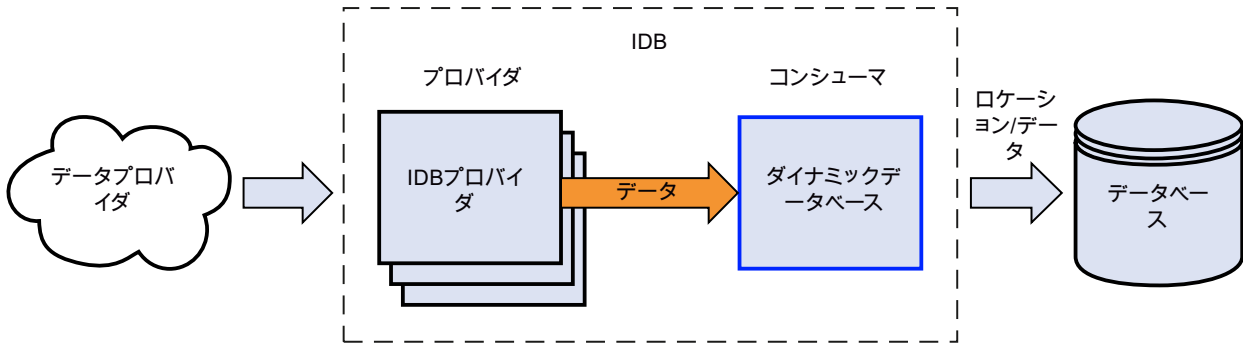 IDB
プロバイダ
コンシューマ
データプロバ
イダ
IDBプロバイ
ダ
データ
ダイナミックデ
ータベース
ロケーシ
ョン/デー
タ
データベー
ス